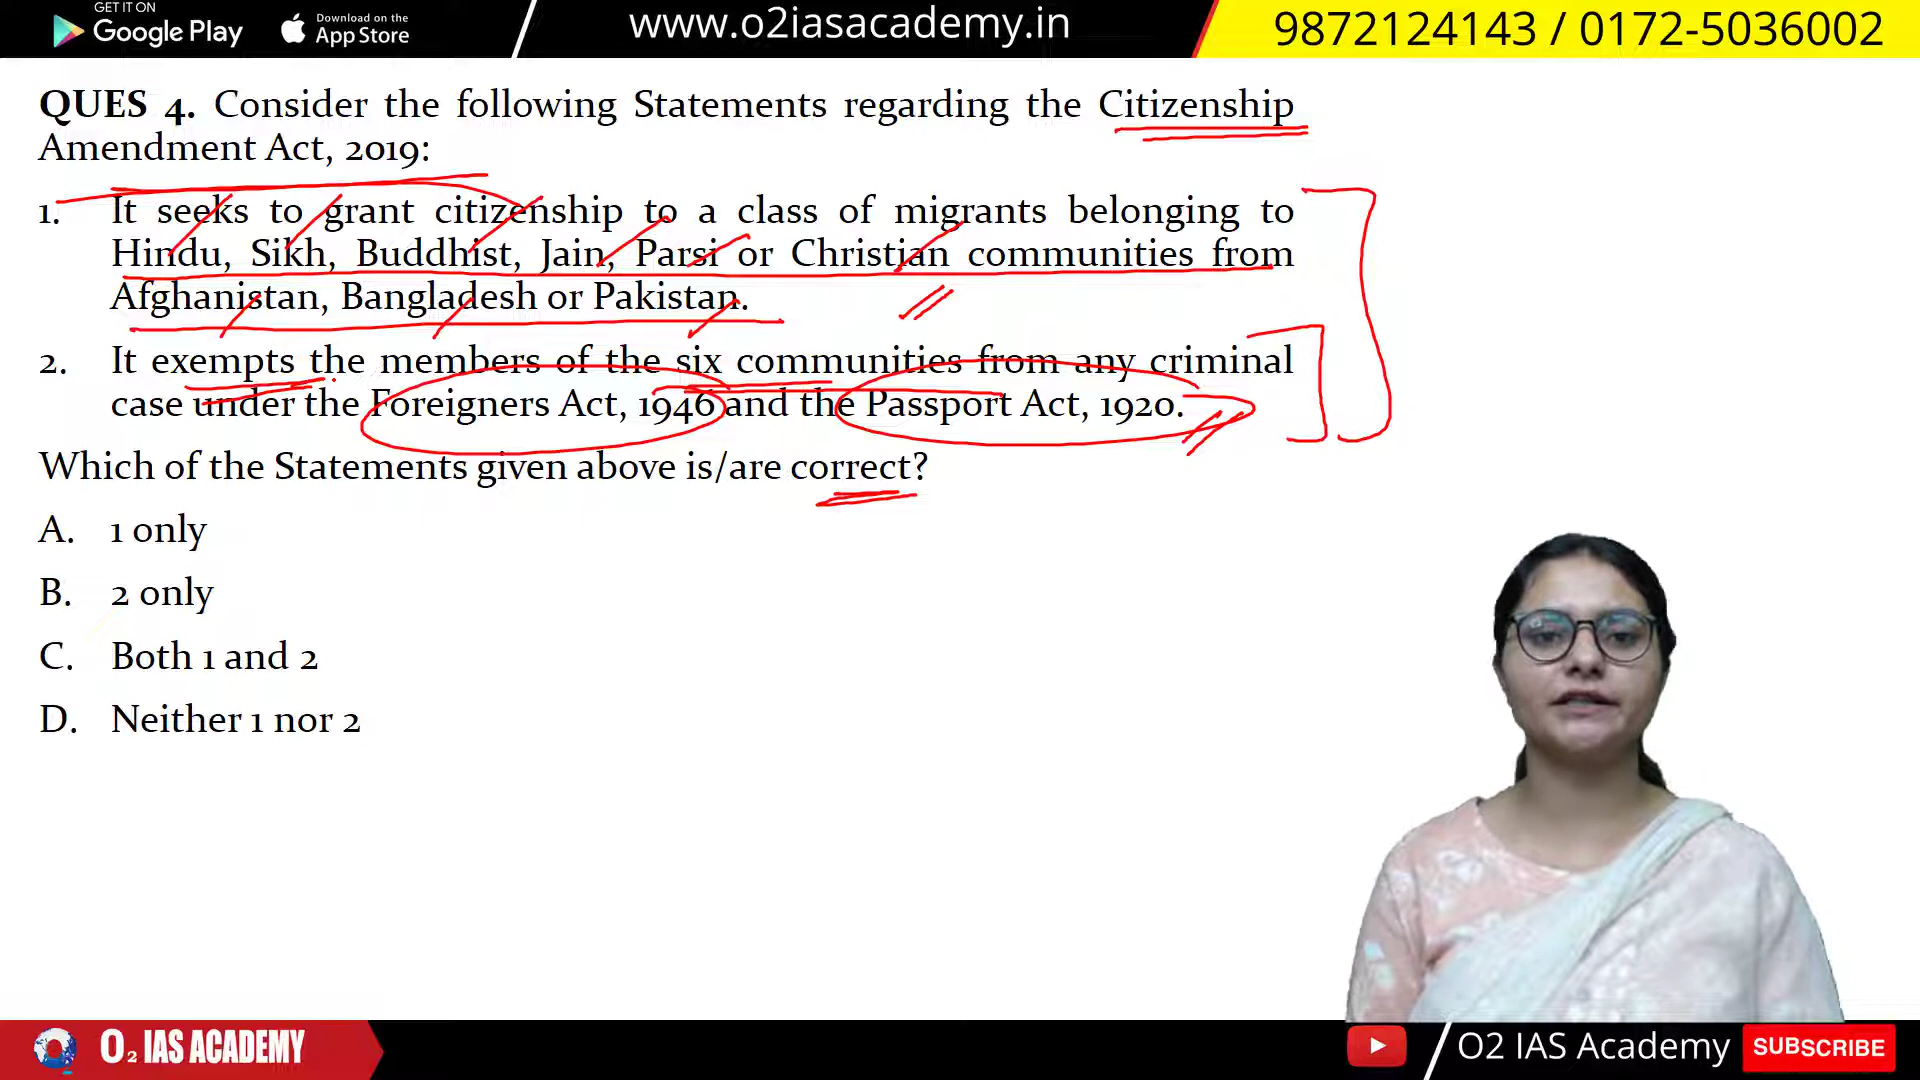 GET IT ON
Google Play
Download on the
App Store
www.o2iasacademy.in
9872124143 / 0172-5036002
QUES 4. Consider the following Statements regarding the Citizenship
Amendment Act, 2019:
1. It seeks to grant citizenship to a class of migrants belonging to
Hindu, Sikh, Buddhist, Jain, Parsi or Christian communities from
Afghanistan, Bangladesh or Pakistan.
2. It exempts the members of the six communities from any criminal
case under the Foreigners Act, 1946 and the Passport Act, 1920.
Which of the Statements given above is/are correct?
A. 1 only
B. 2 only
C. Both 1 and 2
D. Neither 1 nor 2
O2 IAS ACADEMY
O2 IAS Academy
SUBSCRIBE